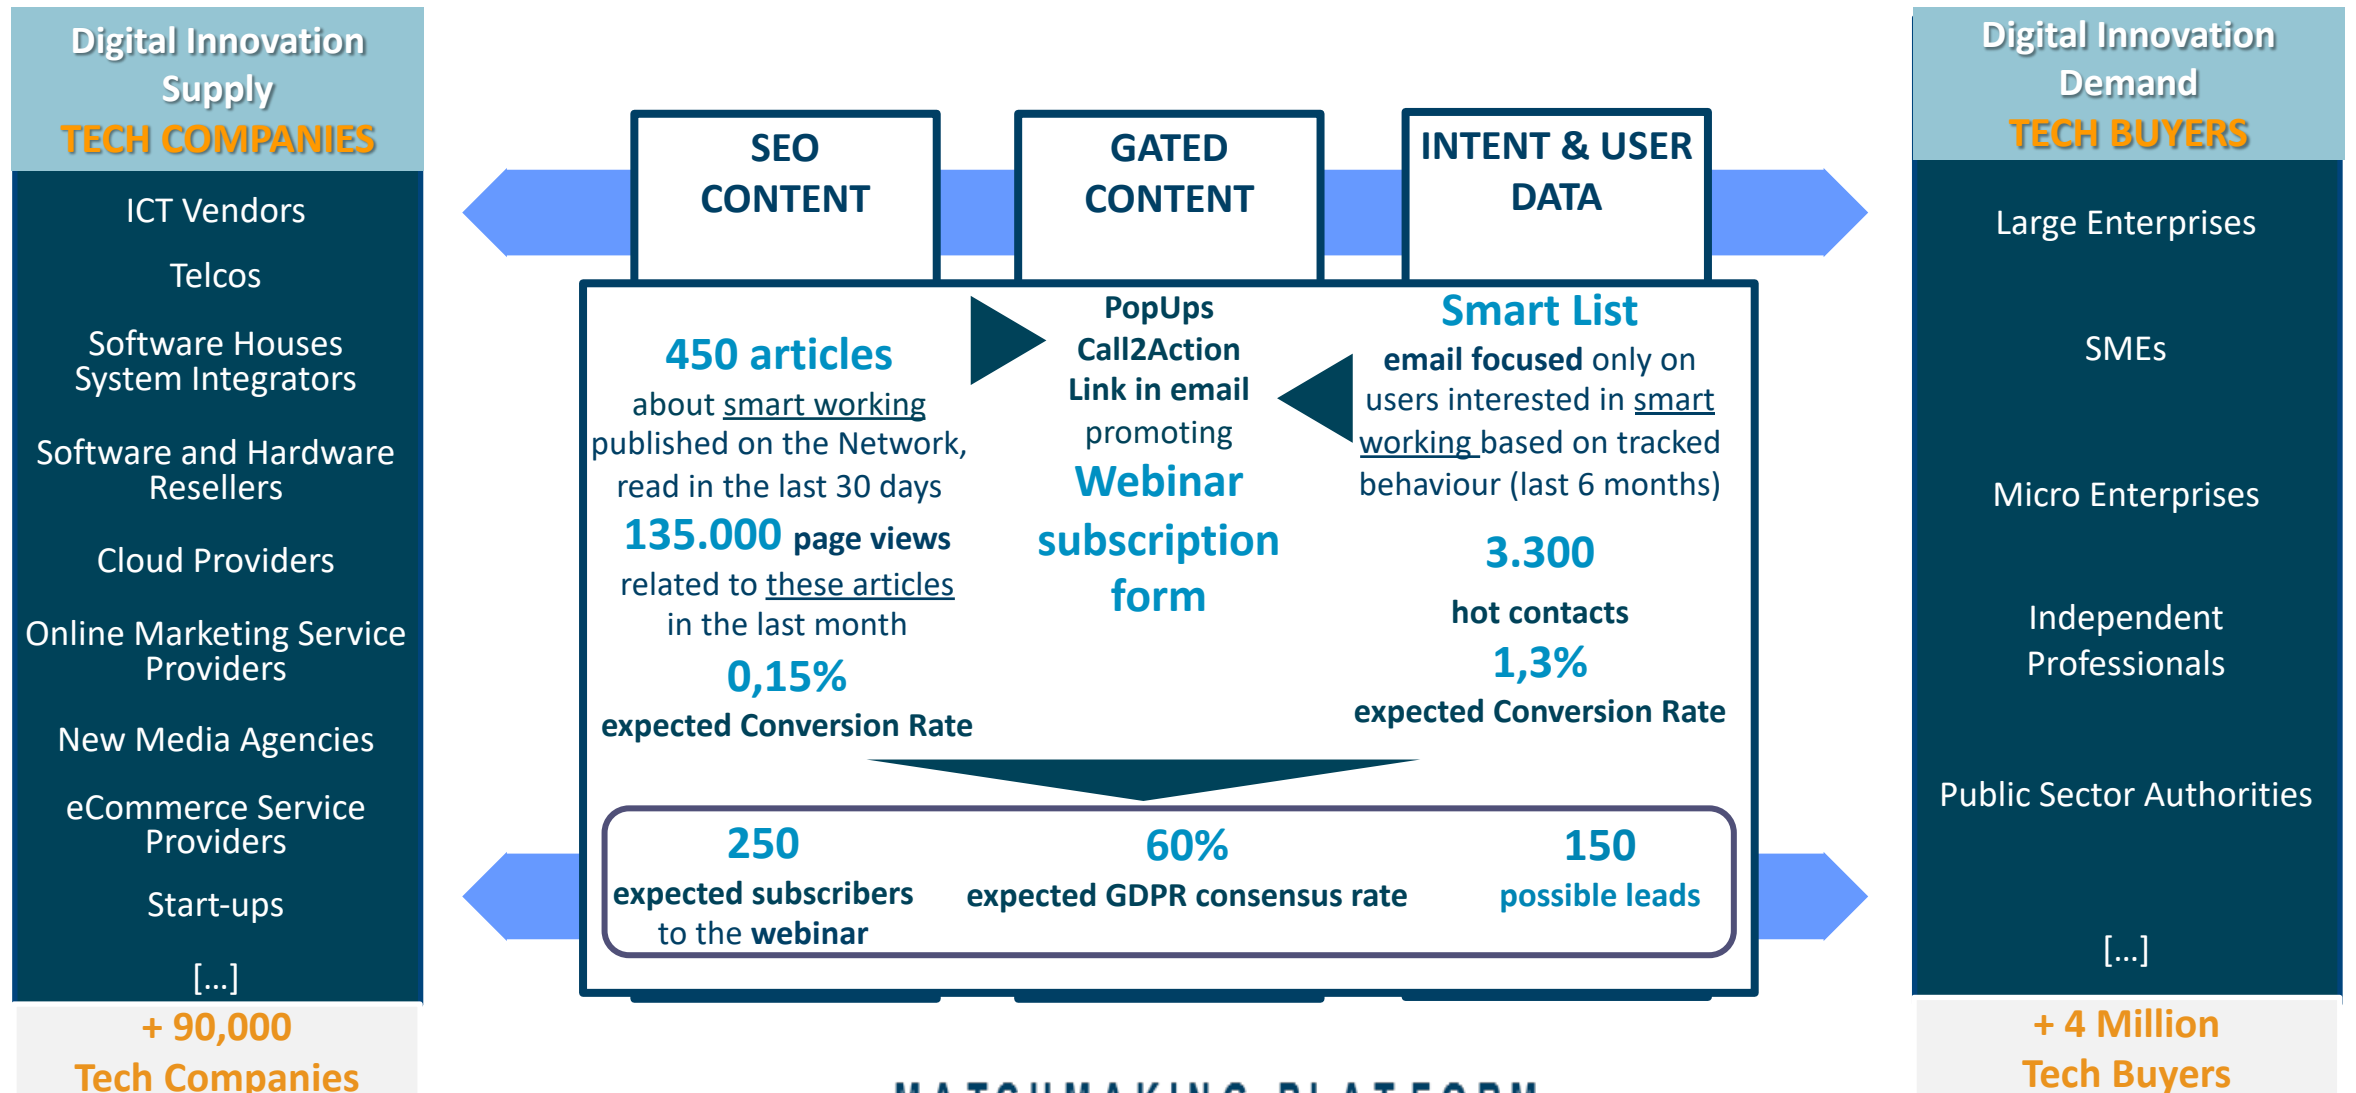 Digital Innovation
Supply
TECH COMPANIES
ICT Vendors
Telcos
Software Houses
System Integrators
Software and Hardware
Resellers
Cloud Providers
Online Marketing Service
Providers
New Media Agencies
eCommerce Service
Providers
Start-ups
[...]
+ 90,000
Tech Companies
SEO
CONTENT
450 articles
about smart working
published on the Network,
read in the last 30 days
135.000 page views
related to these articles
in the last month
0,15%
expected Conversion Rate
GATED
CONTENT
PopUps
Call2Action
Link in email
promoting
Webinar
subscription
form
INTENT & USER
DATA
Smart List
email focused only on
users interested in smart
working based on tracked
behaviour (last 6 months)
3.300
hot contacts
1,3%
expected Conversion Rate
250
expected subscribers
to the webinar
60%
expected GDPR consensus rate
150
possible leads
MATCHMAKING PLATFORM
Digital Innovation
Demand
TECH BUYERS
Large Enterprises
SMEs
Micro Enterprises
Independent
Professionals
Public Sector Authorities
[...]
+ 4 Million
Tech Buyers